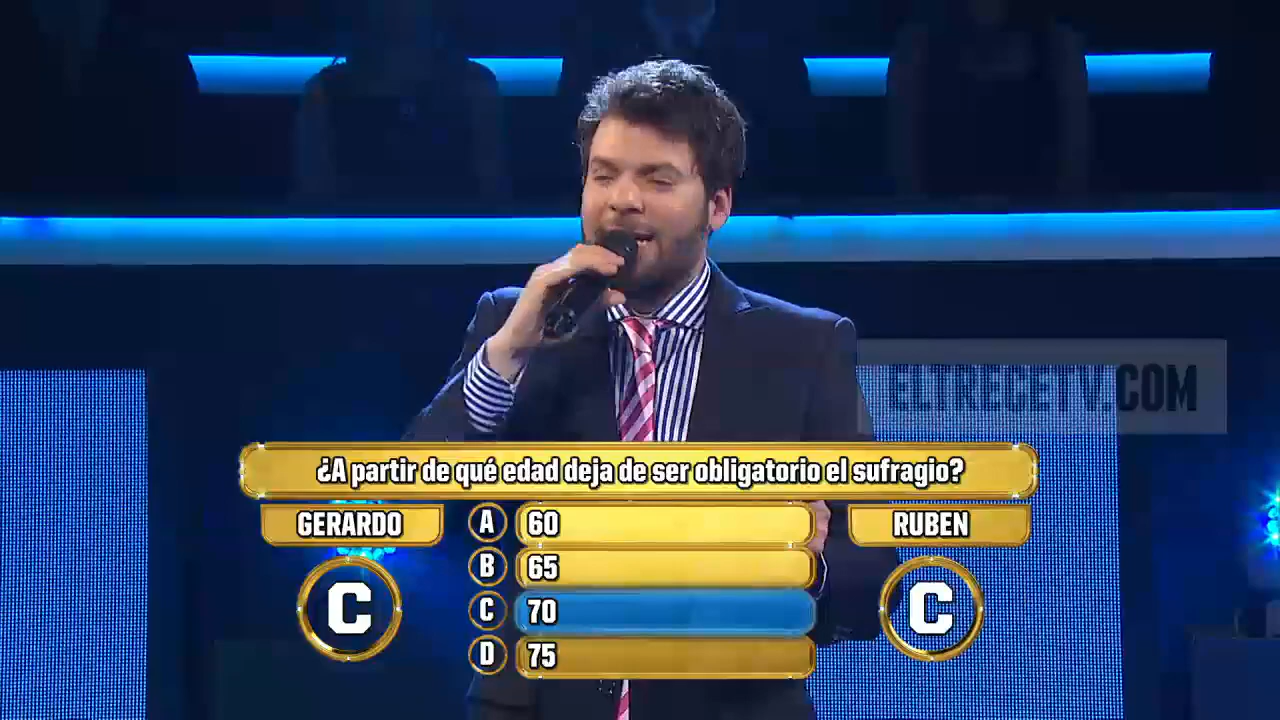 ELTRECETV.COM
¿A partir de qué edad deja de ser obligatorio el sufragio?
GERARDO
A 60
RUBEN
B 65
C
C 70
C
D 75